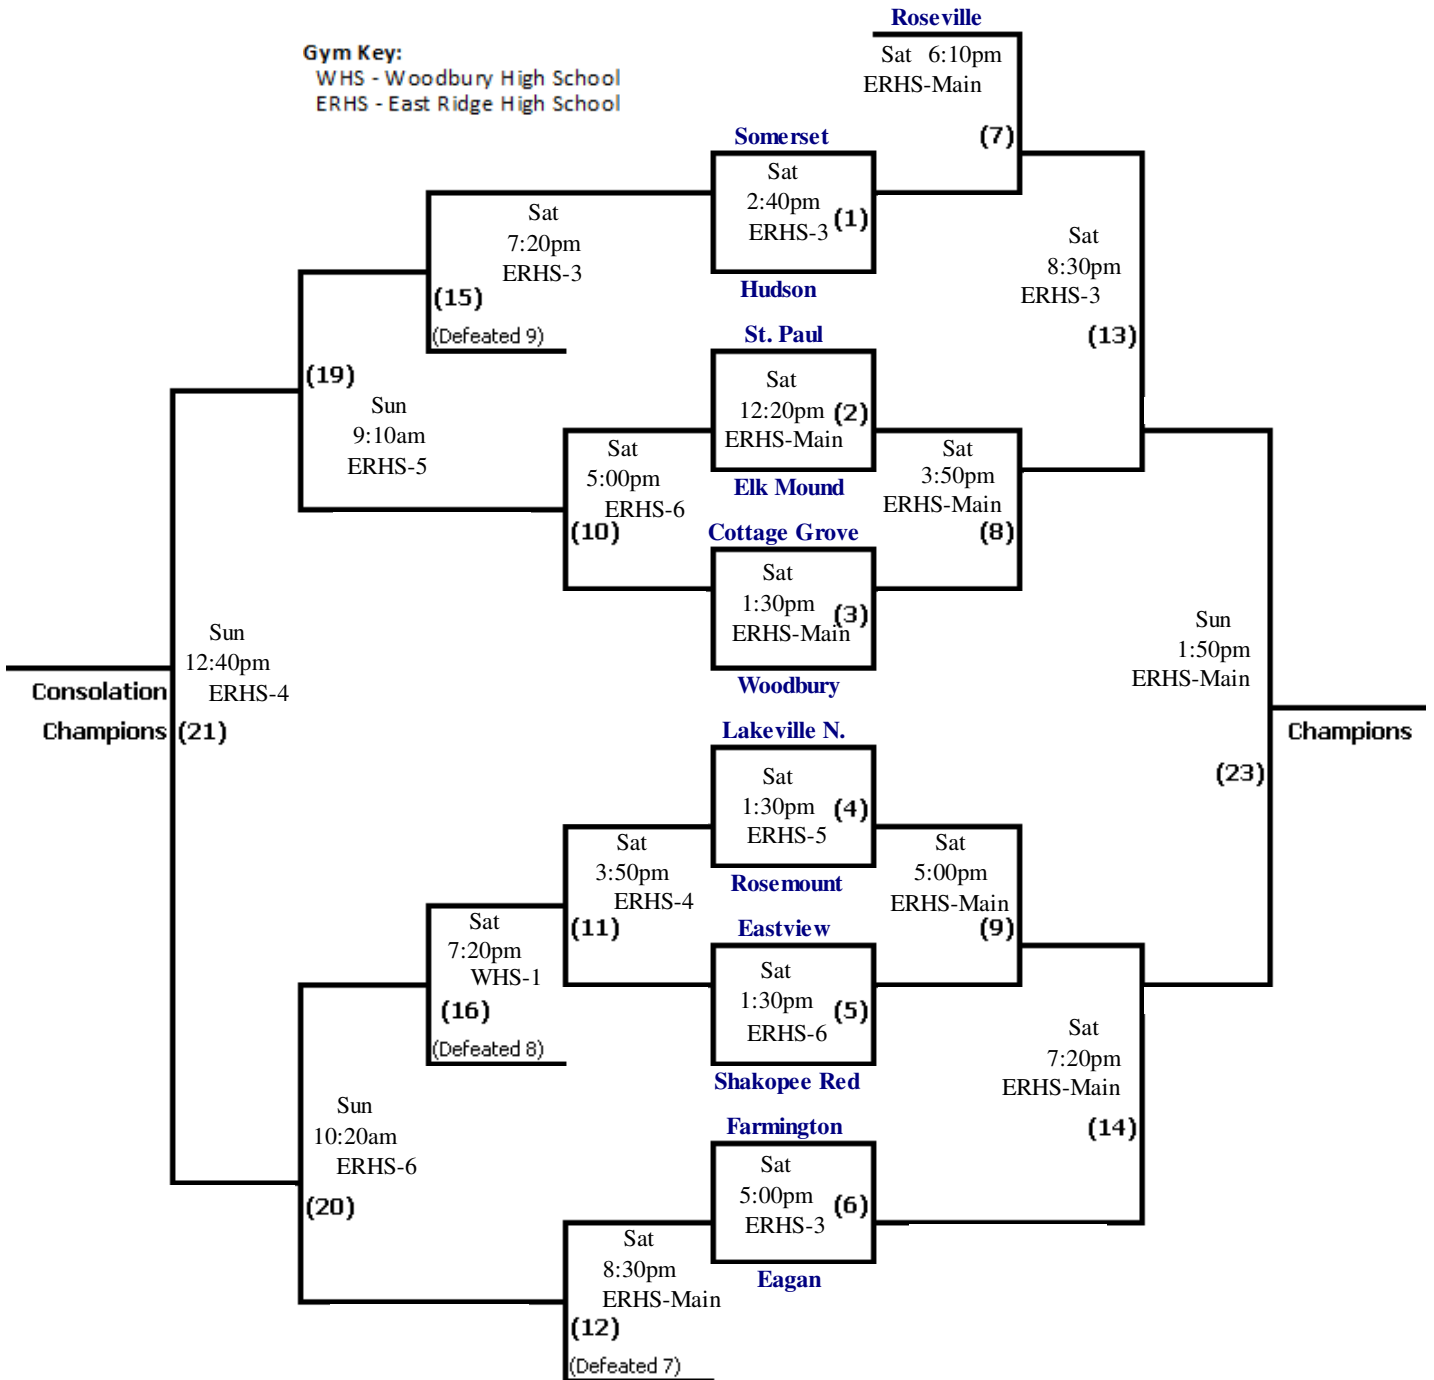 Roseville
Gym Key:
WHS - Woodbury High School
ERHS - East Ridge High School
Sat 6:10pm
ERHS-Main
(7)
Somerset
Sat
2:40pm
ERHS-3
(1)
Hudson
Sat
7:20pm
ERHS-3
(15)
(Defeated 9)
Sat
8:30pm
ERHS-3
(13)
St. Paul
Sat
12:20pm
(2)
ERHS-Main
Elk Mound
(19)
Sun
9:10am
ERHS-5
Sat
5:00pm
ERHS-6
(10)
Sat
3:50pm
ERHS-Main
(8)
Cottage Grove
Sat
1:30pm
(3)
ERHS-Main
Woodbury
Sun
12:40pm
ERHS-4
Consolation
Champions
(21)
Sun
1:50pm
ERHS-Main
Champions
(23)
Lakeville N.
Sat
1:30pm
(4)
ERHS-5
Rosemount
Sat
3:50pm
ERHS-4
(11)
Sat
5:00pm
ERHS-Main
(9)
Eastview
Sat
1:30pm
(5)
ERHS-6
Shakopee Red
Sat
7:20pm
WHS-1
(16)
(Defeated 8)
Sat
7:20pm
ERHS-Main
(14)
Sun
10:20am
ERHS-6
(20)
Farmington
Sat
5:00pm
(6)
ERHS-3
Eagan
Sat
8:30pm
ERHS-Main
(12)
(Defeated 7)